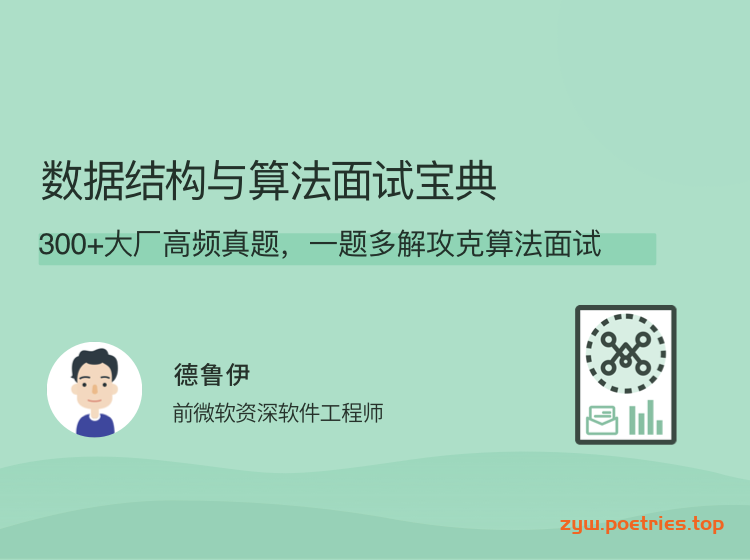 数据结构与算法面试宝典
300+大厂高频真题，一题多解攻克算法面试
德鲁伊
前微软资深软件工程师
zyw.poetries.top